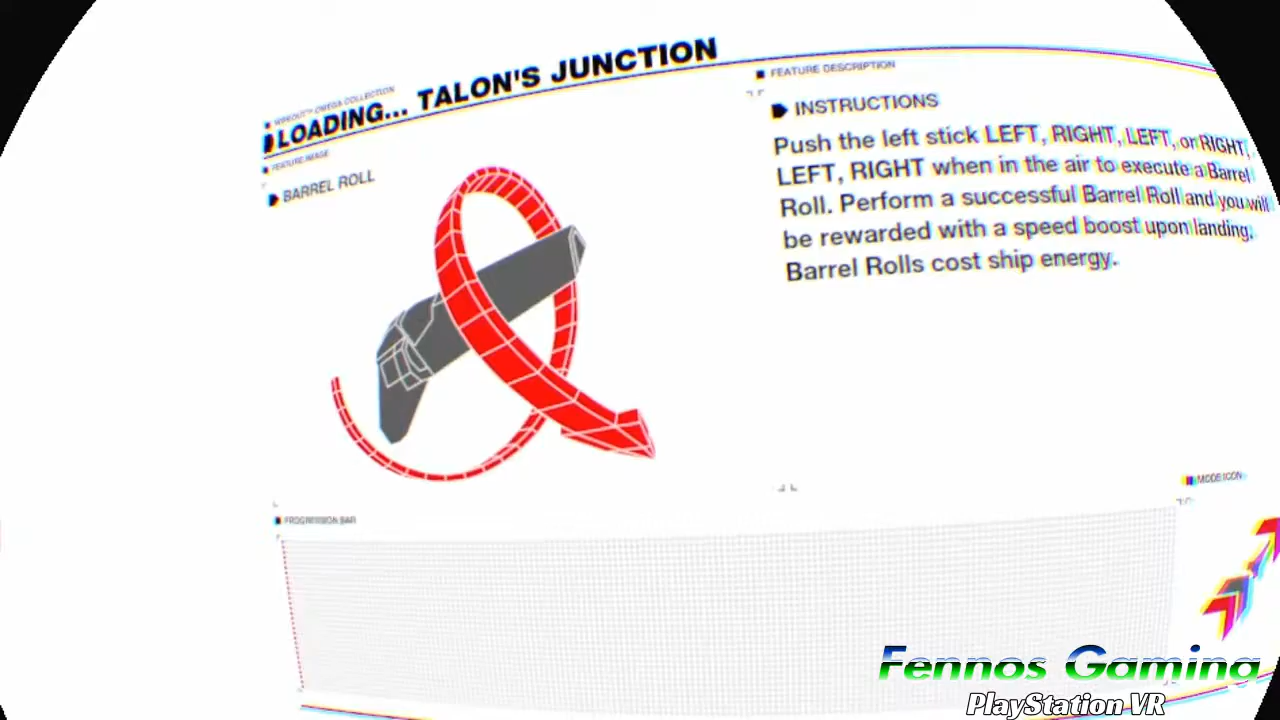 WIPEOUT™ OMEGA COLLECTION
LOADING... TALON'S JUNCTION
FEATURE IMAGE
BARREL ROLL
FEATURE DESCRIPTION
INSTRUCTIONS
Push the left stick LEFT, RIGHT, LEFT, or RIGHT,
LEFT, RIGHT when in the air to execute a Barrel
Roll. Perform a successful Barrel Roll and you will
be rewarded with a speed boost upon landing.
Barrel Rolls cost ship energy.
MODE ICON
PROGRESSION BAR
Fennos Gaming
PlayStation VR